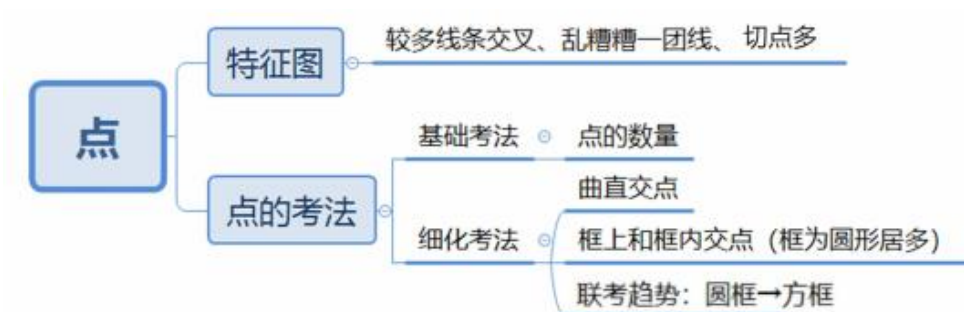 点
特征图
较多线条交叉、乱糟糟一团线、 切点多
点的考法
基础考法
点的数量
细化考法
曲直交点
框上和框内交点（框为圆形居多）
联考趋势：圆框→方框